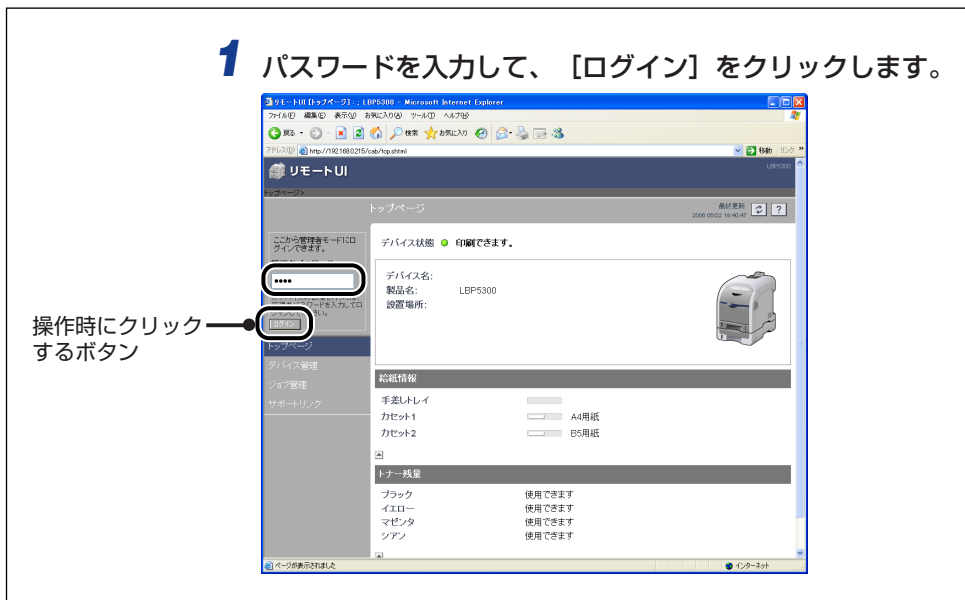 1 パスワードを入力して、［ログイン］をクリックします。
リモートUI [トップページ] : ; LBP5300 - Microsoft Internet Explorer
ファイル(F) 編集(E) 表示(V) お気に入り(A) ツール(T) ヘルプ(H)
戻る 検索 お気に入り
アドレス(D) http://192.168.0.215/cab/top.shtml 移動 リンク »
リモートUI LBP5300
トップページ>
トップページ 最終更新 2006 06/22 18:40:47 ?
ここから管理者モードにロ
グインできます。
••••
ログイン
操作時にクリック
するボタン
トップページ
デバイス管理
ジョブ管理
サポートリンク
デバイス状態 印刷できます。
デバイス名:
製品名: LBP5300
設置場所:
給紙情報
手差しトレイ
カセット1 A4用紙
カセット2 B5用紙
トナー残量
ブラック 使用できます
イエロー 使用できます
マゼンタ 使用できます
シアン 使用できます
ページが表示されました インターネット